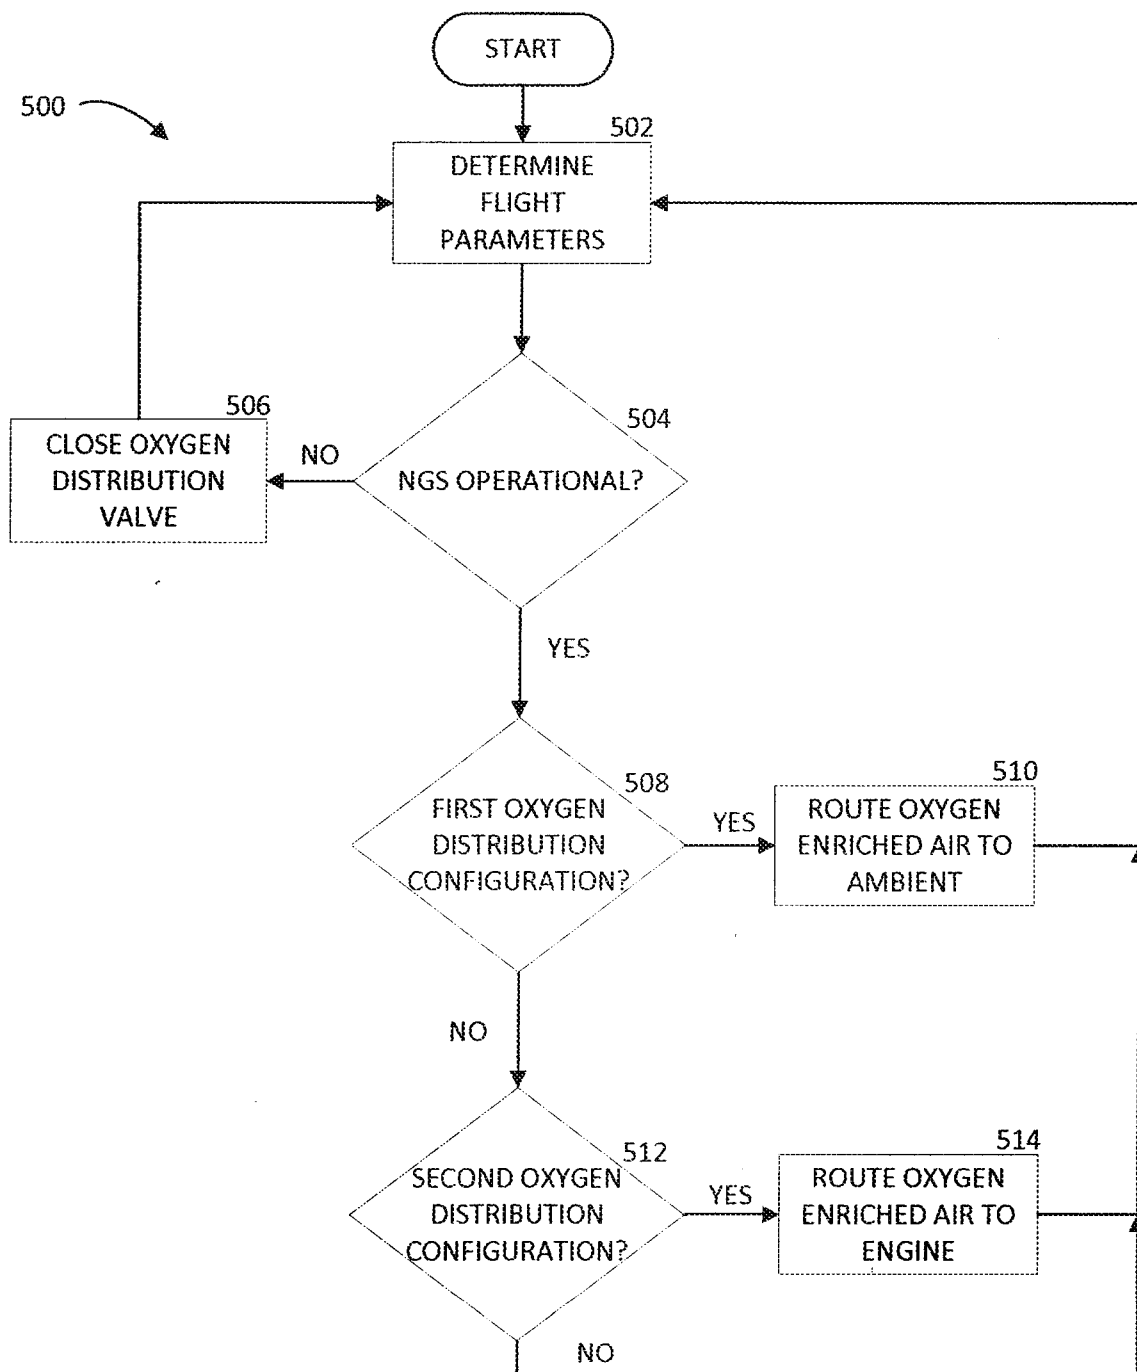 START
500
502
DETERMINE
FLIGHT
PARAMETERS
506
504
CLOSE OXYGEN
DISTRIBUTION
VALVE
NO
NGS OPERATIONAL?
YES
508
510
FIRST OXYGEN
DISTRIBUTION
CONFIGURATION?
YES
ROUTE OXYGEN
ENRICHED AIR TO
AMBIENT
NO
512
514
SECOND OXYGEN
DISTRIBUTION
CONFIGURATION?
YES
ROUTE OXYGEN
ENRICHED AIR TO
ENGINE
NO